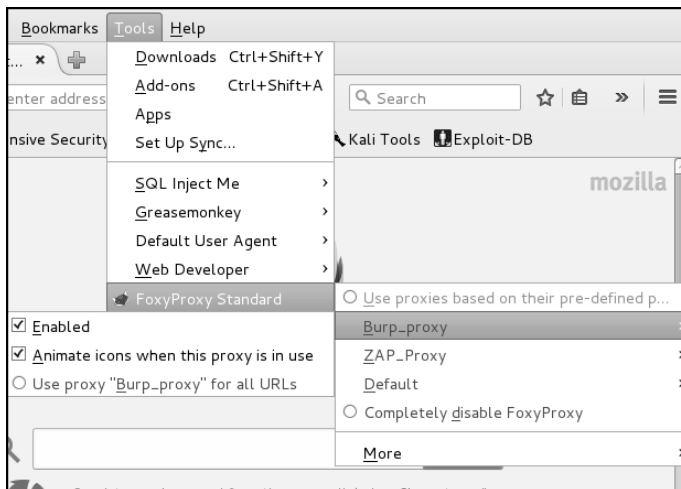 Bookmarks Tools Help
t...
Downloads Ctrl+Shift+Y
enter address
Add-ons Ctrl+Shift+A
Search
Apps
nsive Security
Set Up Sync...
Kali Tools Exploit-DB
mozilla
SQL Inject Me
Greasemonkey
Default User Agent
Web Developer
FoxyProxy Standard
Use proxies based on their pre-defined p...
Enabled
Burp_proxy
Animate icons when this proxy is in use
ZAP_Proxy
Use proxy "Burp_proxy" for all URLs
Default
Completely disable FoxyProxy
More